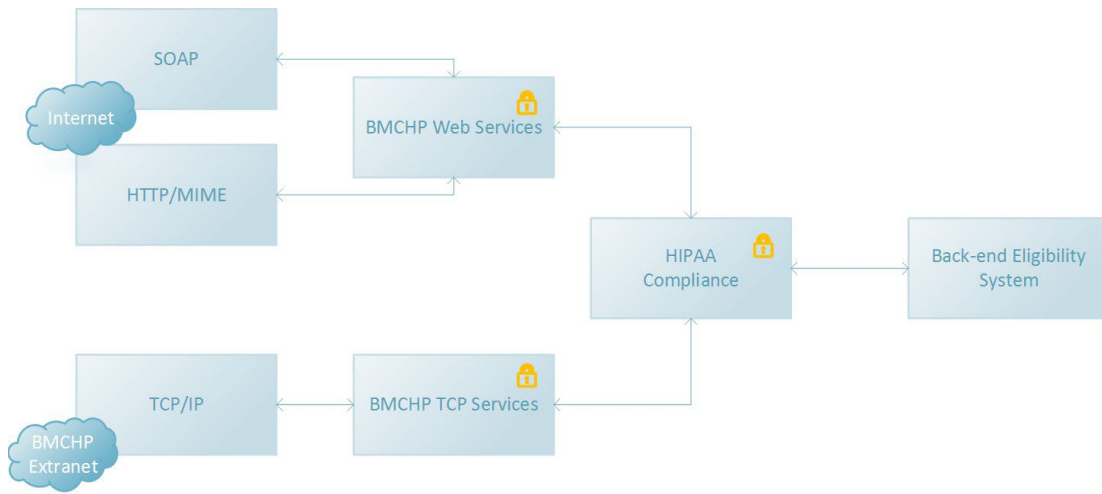 SOAP
Internet
HTTP/MIME
BMCHP Web Services
HIPAA
Compliance
Back-end Eligibility
System
TCP/IP
BMCHP
Extranet
BMCHP TCP Services